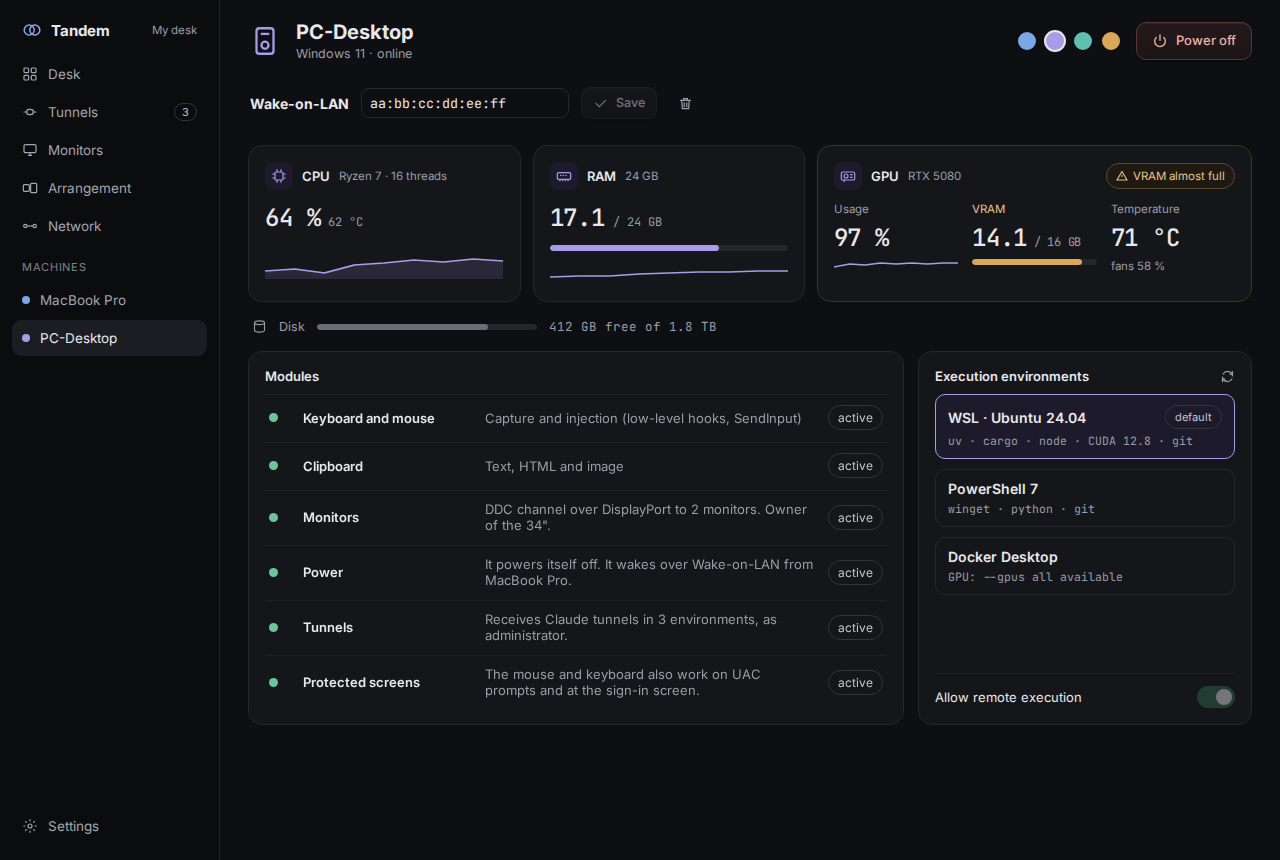 Tandem
My desk
Desk
Tunnels
3
Monitors
Arrangement
Network
MACHINES
MacBook Pro
PC-Desktop
Settings
PC-Desktop
Windows 11 · online
Power off
Wake-on-LAN
aa:bb:cc:dd:ee:ff
Save
CPU Ryzen 7 · 16 threads
64 % 62 °C
RAM 24 GB
17.1 / 24 GB
GPU RTX 5080
VRAM almost full
Usage
97 %
VRAM
14.1 / 16 GB
Temperature
71 °C
fans 58 %
Disk
412 GB free of 1.8 TB
Modules
Keyboard and mouse
Capture and injection (low-level hooks, SendInput)
active
Clipboard
Text, HTML and image
active
Monitors
DDC channel over DisplayPort to 2 monitors. Owner
of the 34".
active
Power
It powers itself off. It wakes over Wake-on-LAN from
MacBook Pro.
active
Tunnels
Receives Claude tunnels in 3 environments, as
administrator.
active
Protected screens
The mouse and keyboard also work on UAC
prompts and at the sign-in screen.
active
Execution environments
WSL · Ubuntu 24.04
default
uv · cargo · node · CUDA 12.8 · git
PowerShell 7
winget · python · git
Docker Desktop
GPU: --gpus all available
Allow remote execution